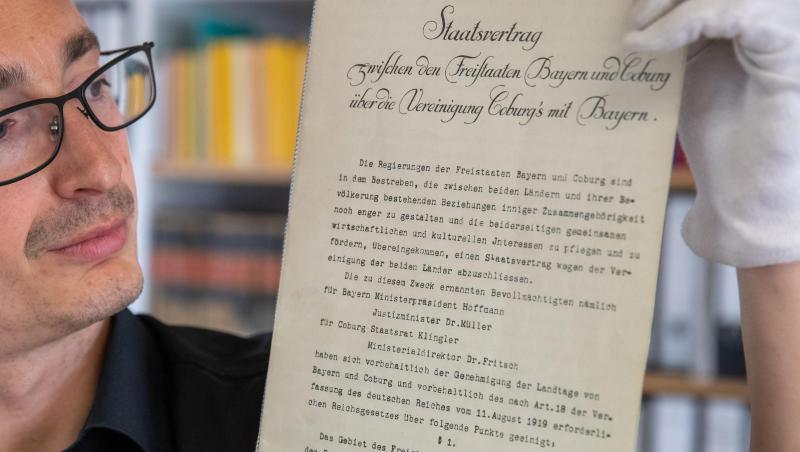 Staatsvertrag
zwischen den Freistaaten Bayern und Coburg
über die Vereinigung Coburg's mit Bayern.
Die Regierungen der Freistaaten Bayern und Coburg sind
in dem Bestreben, die zwischen beiden Ländern und ihrer Be-
völkerung bestehenden Beziehungen inniger Zusammengehörigkeit
noch enger zu gestalten und die beiderseitigen gemeinsamen
wirtschaftlichen und kulturellen Jnteressen zu pflegen und zu
fördern, übereingekommen, einen Staatsvertrag wegen der Ver-
einigung der beiden Länder abzuschliessen.
Die zu diesem Zweck ernannten Bevollmächtigten nämlich
für Bayern Ministerpräsident Hoffmann
Justizminister Dr.Müller
für Coburg Staatsrat Klingler
Ministerialdirektor Dr.Fritsch
haben sich vorbehaltlich der Genehmigung der Landtage von
Bayern und Coburg und vorbehaltlich des nach Art.18 der Ver-
fassung des deutschen Reiches vom 11.August 1919 erforderli-
chen Reichsgesetzes über folgende Punkte geeinigt:
§ 1.
Das Gebiet des